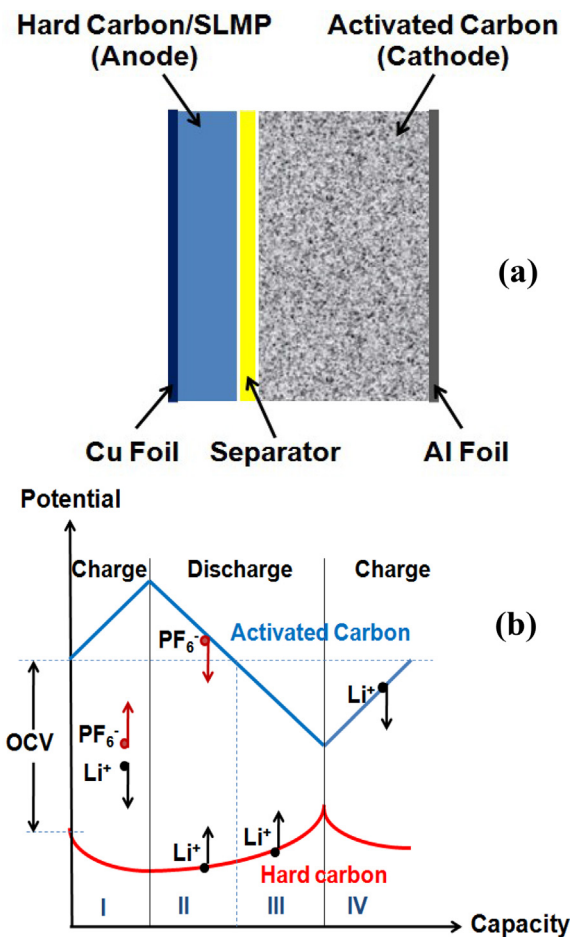 Hard Carbon/SLMP
(Anode)
Activated Carbon
(Cathode)
(a)
Cu Foil
Separator
Al Foil
Potential
Charge
Discharge
Charge
PF6-
Activated Carbon
(b)
Li+
OCV
PF6-
Li+
Li+
Li+
Hard carbon
I
II
III
IV
Capacity